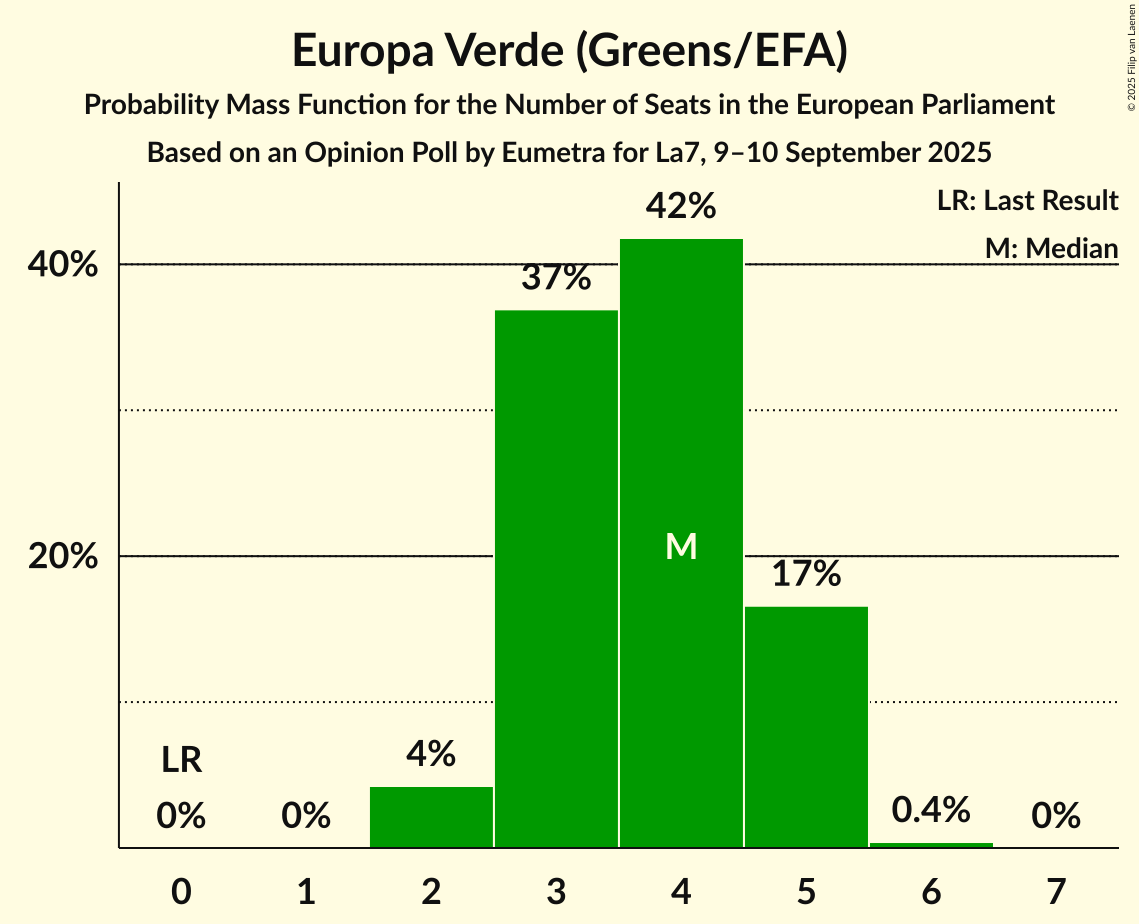 Europa Verde (Greens/EFA)
Probability Mass Function for the Number of Seats in the European Parliament
Based on an Opinion Poll by Eumetra for La7, 9–10 September 2025
© 2025 Filip van Laenen
LR: Last Result
M: Median
42%
40%
37%
M
20%
17%
4%
LR
0%
0%
0.4%
0%
0 1 2 3 4 5 6 7